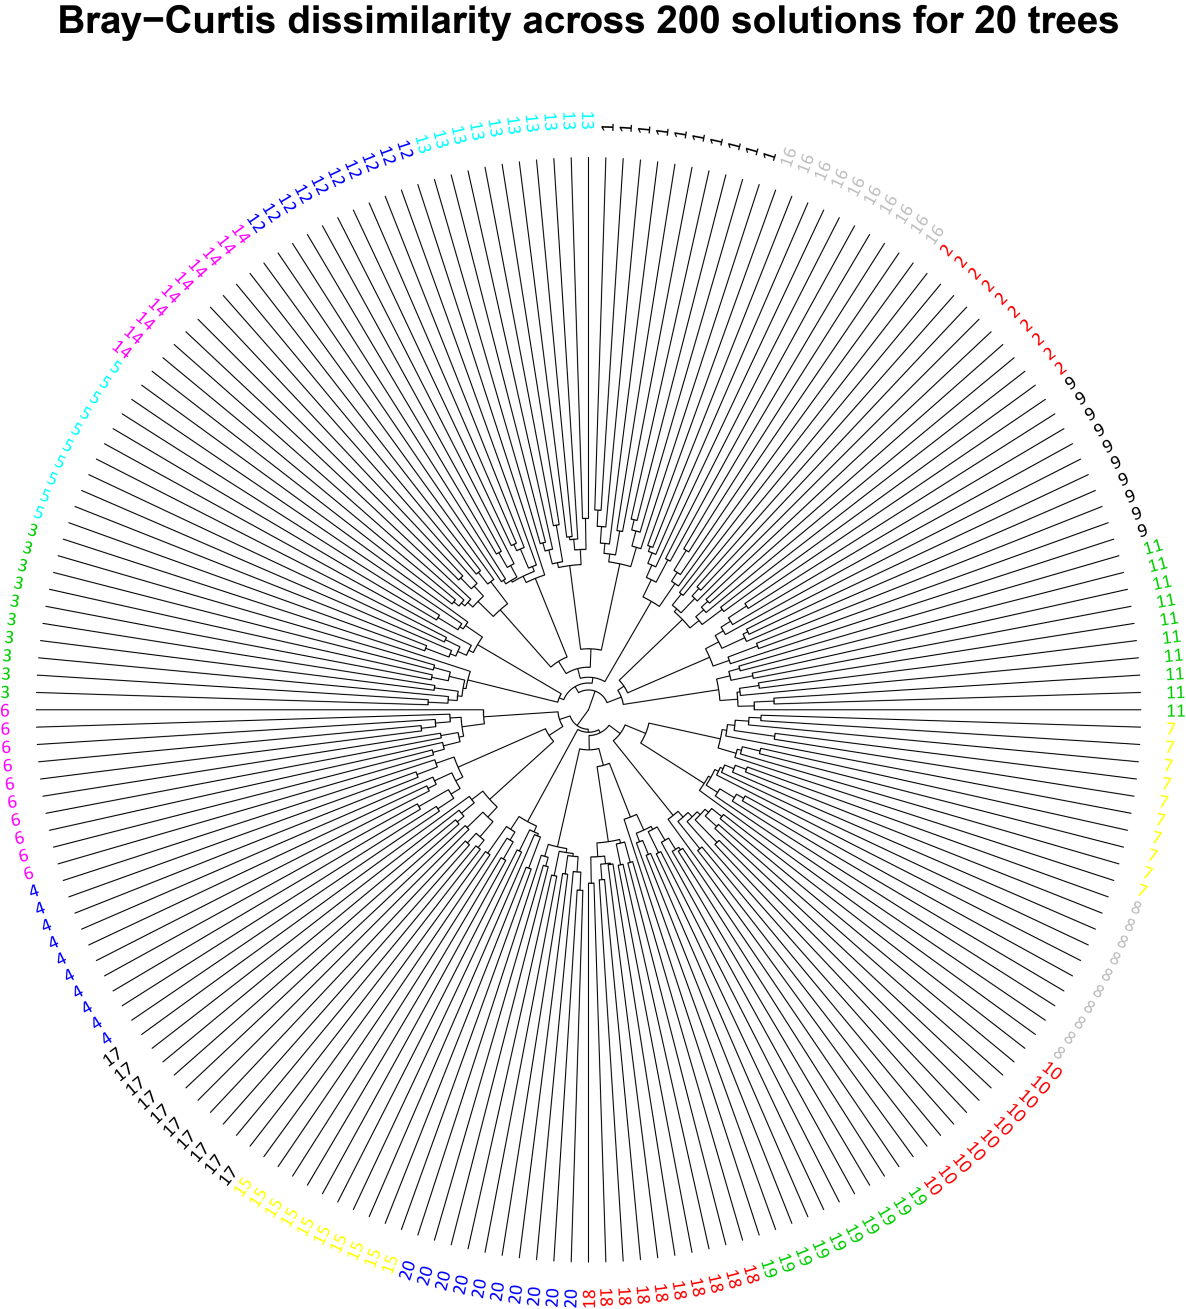 Bray−Curtis dissimilarity across 200 solutions for 20 trees
1 1 1 1 1 1 1 1 1 1
16 16 16 16 16 16 16 16 16 16
2 2 2 2 2 2 2 2 2 2
9 9 9 9 9 9 9 9 9 9
11 11 11 11 11 11 11 11 11 11
7 7 7 7 7 7 7 7 7 7
8 8 8 8 8 8 8 8 8 8
10 10 10 10 10 10 10 10 10 10
19 19 19 19 19 19 19 19 19 19
18 18 18 18 18 18 18 18 18 18
20 20 20 20 20 20 20 20 20 20
15 15 15 15 15 15 15 15 15 15
17 17 17 17 17 17 17 17 17 17
4 4 4 4 4 4 4 4 4 4
6 6 6 6 6 6 6 6 6 6
3 3 3 3 3 3 3 3 3 3
5 5 5 5 5 5 5 5 5 5
14 14 14 14 14 14 14 14 14 14
12 12 12 12 12 12 12 12 12 12
13 13 13 13 13 13 13 13 13 13